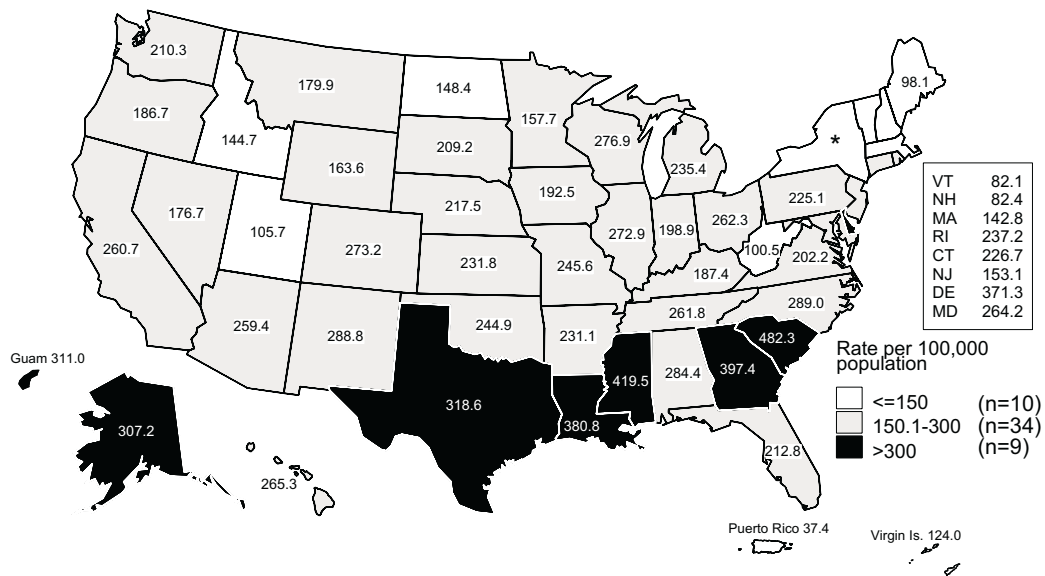 210.3
98.1
179.9
148.4
186.7
157.7
276.9
144.7
*
209.2
235.4
163.6
192.5
225.1
217.5
176.7
262.3
105.7
272.9
198.9
260.7
273.2
100.5
202.2
231.8
245.6
187.4
289.0
261.8
259.4
244.9
288.8
231.1
482.3
284.4
397.4
419.5
318.6
380.8
212.8
VT 82.1
NH 82.4
MA 142.8
RI 237.2
CT 226.7
NJ 153.1
DE 371.3
MD 264.2
Rate per 100,000
population
<=150 (n=10)
150.1-300 (n=34)
>300 (n=9)
Guam 311.0
307.2
265.3
Puerto Rico 37.4
Virgin Is. 124.0